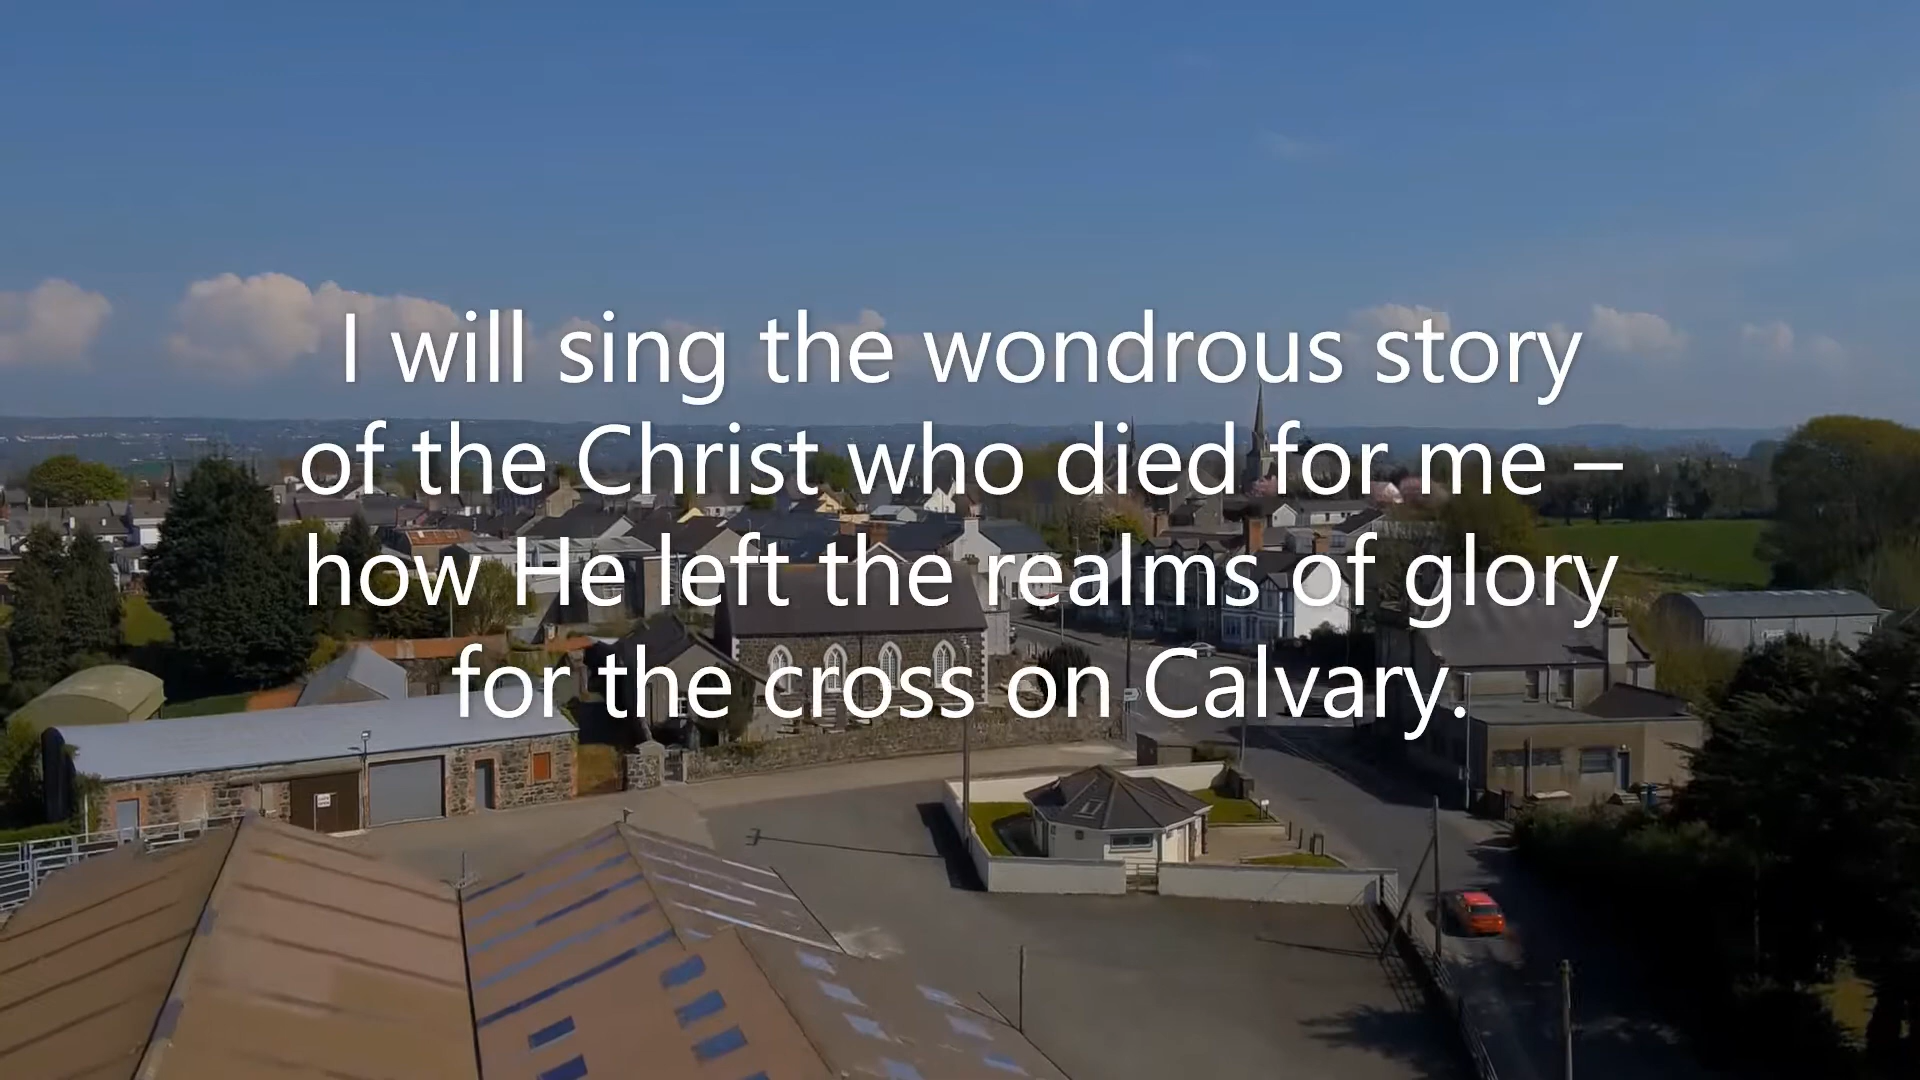 I will sing the wondrous story
of the Christ who died for me –
how He left the realms of glory
for the cross on Calvary.